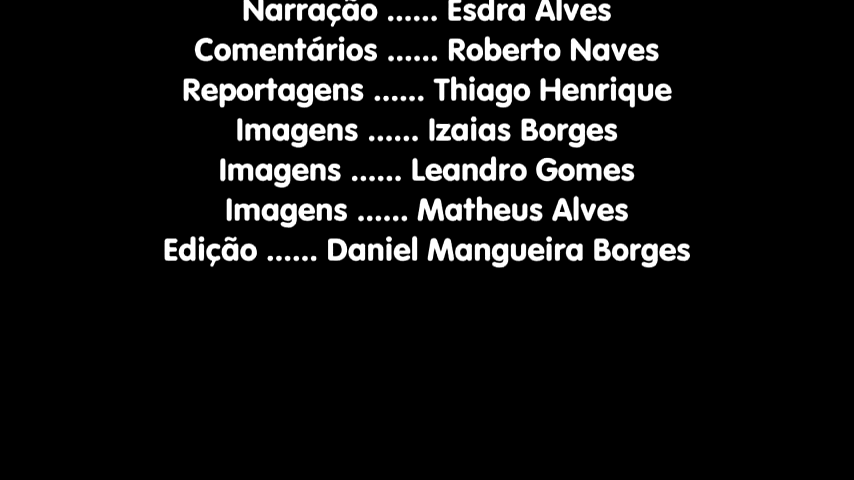 Narração ...... Esdra Alves
Comentários ...... Roberto Naves
Reportagens ...... Thiago Henrique
Imagens ...... Izaias Borges
Imagens ...... Leandro Gomes
Imagens ...... Matheus Alves
Edição ...... Daniel Mangueira Borges